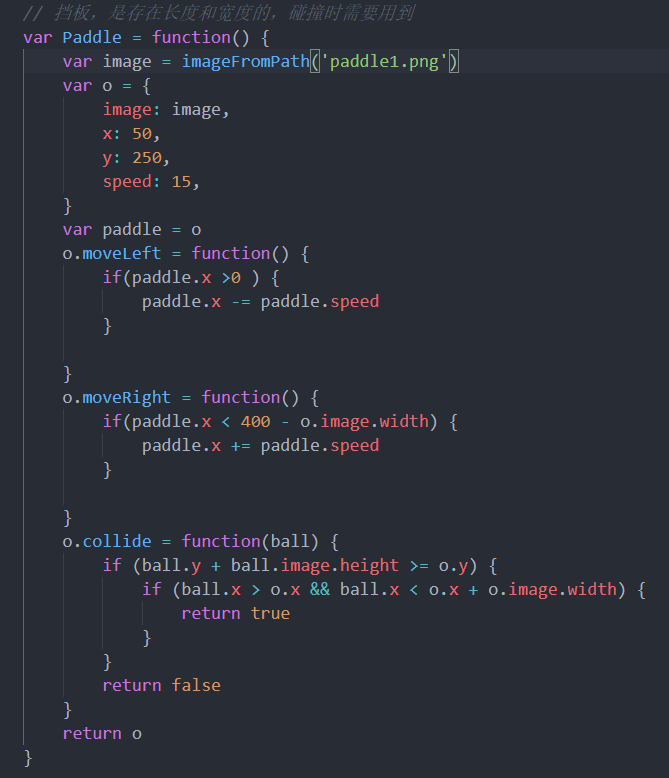 // 挡板，是存在长度和宽度的，碰撞时需要用到
var Paddle = function() {
    var image = imageFromPath('paddle1.png')
    var o = {
        image: image,
        x: 50,
        y: 250,
        speed: 15,
    }
    var paddle = o
    o.moveLeft = function() {
        if(paddle.x >0 ) {
            paddle.x -= paddle.speed
        }

    }
    o.moveRight = function() {
        if(paddle.x < 400 - o.image.width) {
            paddle.x += paddle.speed
        }

    }
    o.collide = function(ball) {
        if (ball.y + ball.image.height >= o.y) {
            if (ball.x > o.x && ball.x < o.x + o.image.width) {
                return true
            }
        }
        return false
    }
    return o
}